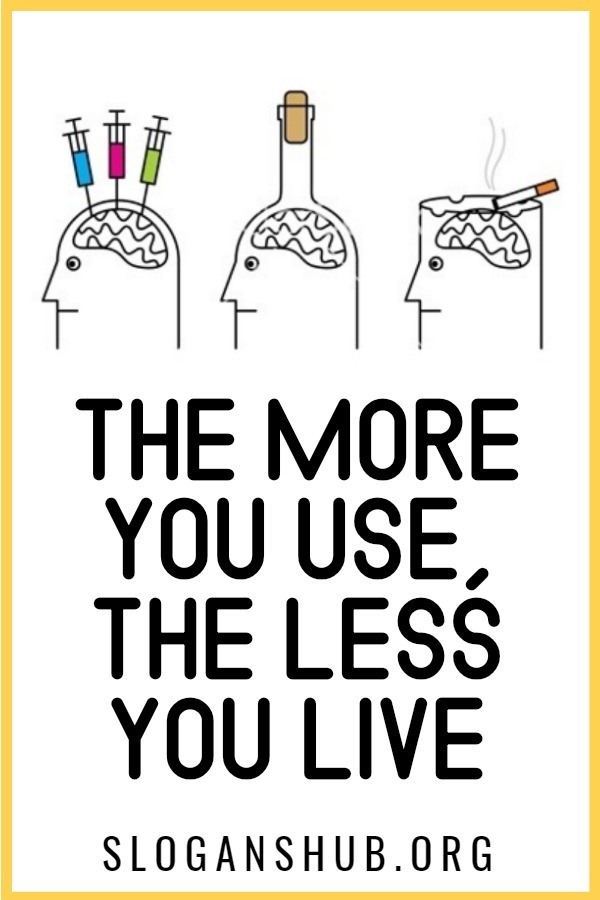 THE MORE
YOU USE,
THE LESS
YOU LIVE
SLOGANSHUB.ORG